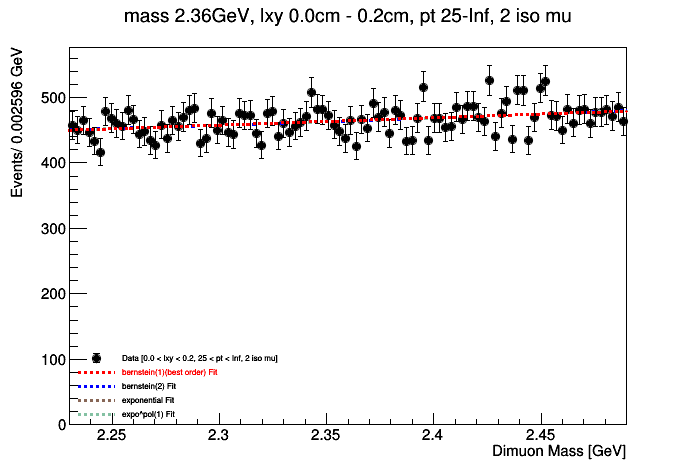 mass 2.36GeV, lxy 0.0cm - 0.2cm, pt 25-Inf, 2 iso mu
Events/ 0.002596 GeV
500
400
300
200
100
0
Data [0.0 < lxy < 0.2, 25 < pt < Inf, 2 iso mu]
bernstein(1)(best order) Fit
bernstein(2) Fit
exponential Fit
expo^pol(1) Fit
2.25 2.3 2.35 2.4 2.45
Dimuon Mass [GeV]